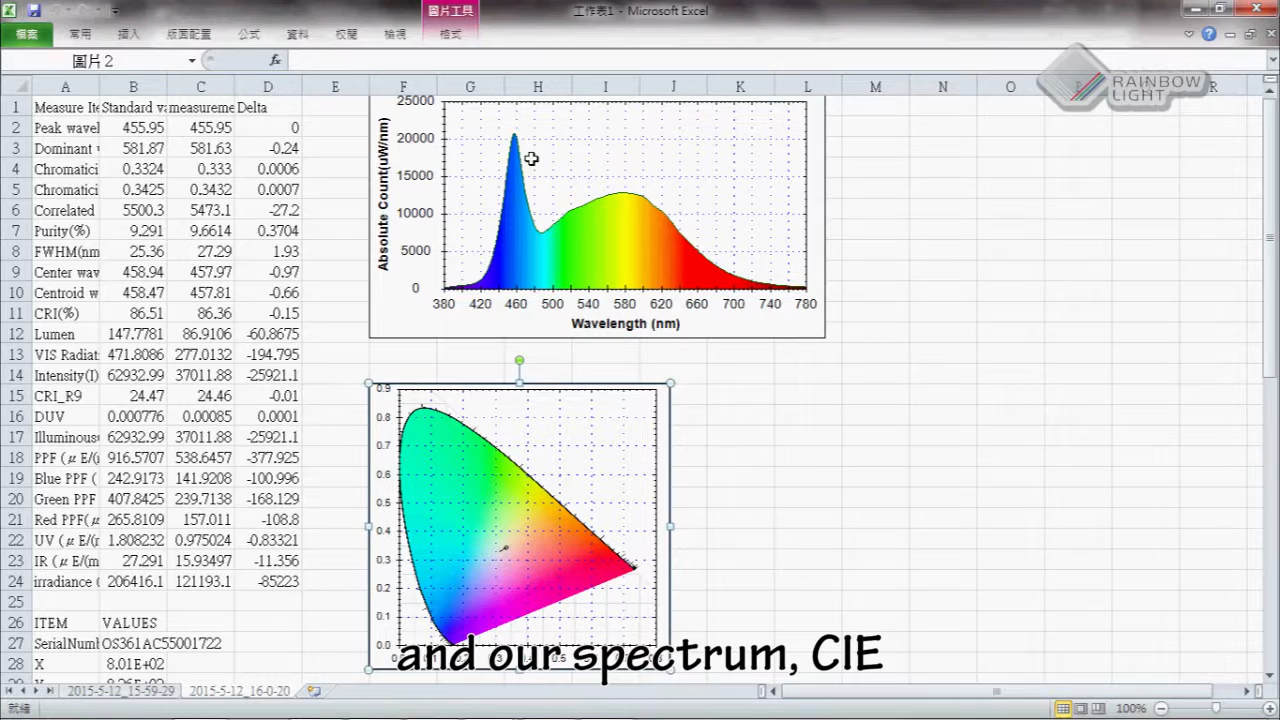 圖片工具
工作表1 - Microsoft Excel
檔案 常用 插入 版面配置 公式 資料 校閱 檢視 格式
圖片 2 fx
RAINBOW LIGHT
A B C D E F G H I J K L M N O R
1 Measure Ite Standard va measureme Delta
2 Peak wavel 455.95 455.95 0
3 Dominant 581.87 581.63 -0.24
4 Chromatici 0.3324 0.333 0.0006
5 Chromatici 0.3425 0.3432 0.0007
6 Correlated 5500.3 5473.1 -27.2
7 Purity(%) 9.291 9.6614 0.3704
8 FWHM(nm 25.36 27.29 1.93
9 Center wav 458.94 457.97 -0.97
10 Centroid w 458.47 457.81 -0.66
11 CRI(%) 86.51 86.36 -0.15
12 Lumen 147.7781 86.9106 -60.8675
13 VIS Radiat 471.8086 277.0132 -194.795
14 Intensity(I) 62932.99 37011.88 -25921.1
15 CRI_R9 24.47 24.46 -0.01
16 DUV 0.000776 0.00085 0.0001
17 Illuminous 62932.99 37011.88 -25921.1
18 PPF (μE/(m 916.5707 538.6457 -377.925
19 Blue PPF ( 242.9173 141.9208 -100.996
20 Green PPF 407.8425 239.7138 -168.129
21 Red PPF(μ 265.8109 157.011 -108.8
22 UV (μE/(m 1.808232 0.975024 -0.83321
23 IR (μE/(m 27.291 15.93497 -11.356
24 irradiance ( 206416.1 121193.1 -85223
25
26 ITEM VALUES
27 SerialNumb OS361AC55001722
28 X 8.01E+02
Absolute Count(uW/nm)
25000
20000
15000
10000
5000
0
380 420 460 500 540 580 620 660 700 740 780
Wavelength (nm)
0.9
0.8
0.7
0.6
0.5
0.4
0.3
0.2
0.1
0.0
and our spectrum, CIE
2015-5-12_15-59-29 2015-5-12_16-0-20
就緒 100%